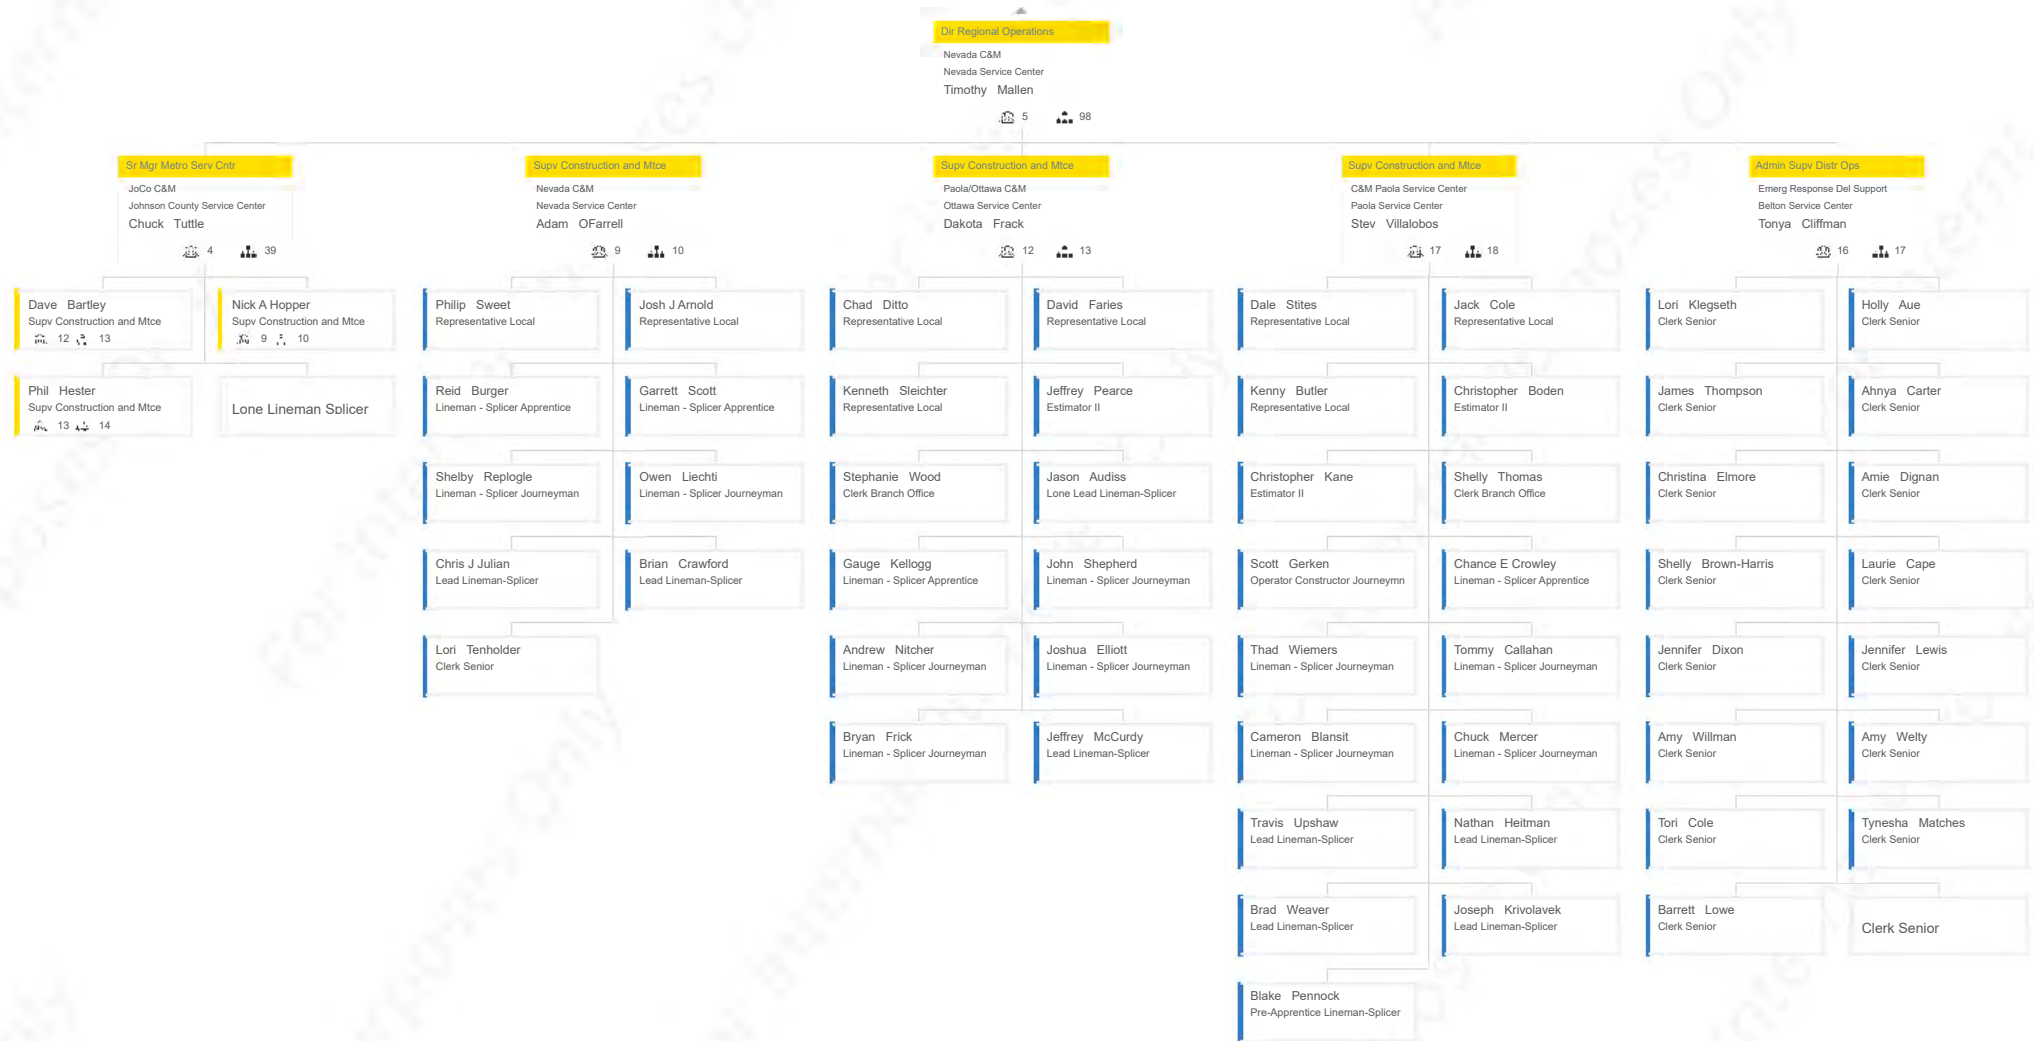 Dir Regional Operations
Nevada C&M
Nevada Service Center
Timothy Mallen
5 98
Sr Mgr Metro Serv Cntr
JoCo C&M
Johnson County Service Center
Chuck Tuttle
4 39
Supv Construction and Mtce
Nevada C&M
Nevada Service Center
Adam OFarrell
9 10
Supv Construction and Mtce
Paola/Ottawa C&M
Ottawa Service Center
Dakota Frack
12 13
Supv Construction and Mtce
C&M Paola Service Center
Paola Service Center
Stev Villalobos
17 18
Admin Supv Distr Ops
Emerg Response Del Support
Belton Service Center
Tonya Cliffman
16 17
Dave Bartley
Supv Construction and Mtce
12 13
Nick A Hopper
Supv Construction and Mtce
9 10
Phil Hester
Supv Construction and Mtce
13 14
Lone Lineman Splicer
Philip Sweet
Representative Local
Josh J Arnold
Representative Local
Reid Burger
Lineman - Splicer Apprentice
Garrett Scott
Lineman - Splicer Apprentice
Shelby Replogle
Lineman - Splicer Journeyman
Owen Liechti
Lineman - Splicer Journeyman
Chris J Julian
Lead Lineman-Splicer
Brian Crawford
Lead Lineman-Splicer
Lori Tenholder
Clerk Senior
Chad Ditto
Representative Local
David Faries
Representative Local
Kenneth Sleichter
Representative Local
Jeffrey Pearce
Estimator II
Stephanie Wood
Clerk Branch Office
Jason Audiss
Lone Lead Lineman-Splicer
Gauge Kellogg
Lineman - Splicer Apprentice
John Shepherd
Lineman - Splicer Journeyman
Andrew Nitcher
Lineman - Splicer Journeyman
Joshua Elliott
Lineman - Splicer Journeyman
Bryan Frick
Lineman - Splicer Journeyman
Jeffrey McCurdy
Lead Lineman-Splicer
Dale Stites
Representative Local
Jack Cole
Representative Local
Kenny Butler
Representative Local
Christopher Boden
Estimator II
Christopher Kane
Estimator II
Shelly Thomas
Clerk Branch Office
Scott Gerken
Operator Constructor Journeymn
Chance E Crowley
Lineman - Splicer Apprentice
Thad Wiemers
Lineman - Splicer Journeyman
Tommy Callahan
Lineman - Splicer Journeyman
Cameron Blansit
Lineman - Splicer Journeyman
Chuck Mercer
Lineman - Splicer Journeyman
Travis Upshaw
Lead Lineman-Splicer
Nathan Heitman
Lead Lineman-Splicer
Brad Weaver
Lead Lineman-Splicer
Joseph Krivolavek
Lead Lineman-Splicer
Blake Pennock
Pre-Apprentice Lineman-Splicer
Lori Klegseth
Clerk Senior
Holly Aue
Clerk Senior
James Thompson
Clerk Senior
Ahnya Carter
Clerk Senior
Christina Elmore
Clerk Senior
Amie Dignan
Clerk Senior
Shelly Brown-Harris
Clerk Senior
Laurie Cape
Clerk Senior
Jennifer Dixon
Clerk Senior
Jennifer Lewis
Clerk Senior
Amy Willman
Clerk Senior
Amy Welty
Clerk Senior
Tori Cole
Clerk Senior
Tynesha Matches
Clerk Senior
Barrett Lowe
Clerk Senior
Clerk Senior